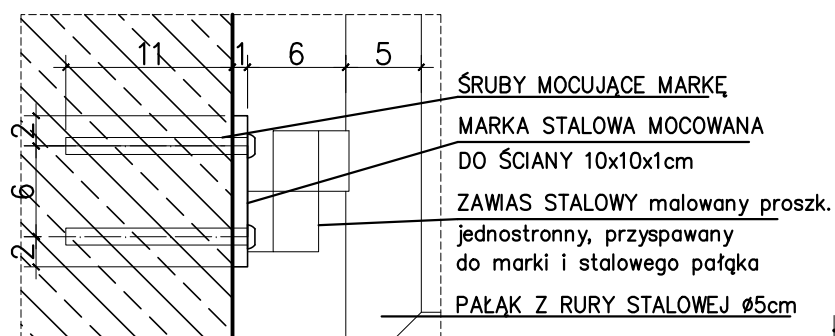 11 1 6 5
ŚRUBY MOCUJĄCE MARKĘ
2
MARKA STALOWA MOCOWANA
DO ŚCIANY 10x10x1cm
6
ZAWIAS STALOWY malowany proszk.
jednostronny, przyspawany
2
do marki i stalowego pałąka
PAŁĄK Z RURY STALOWEJ ø5cm